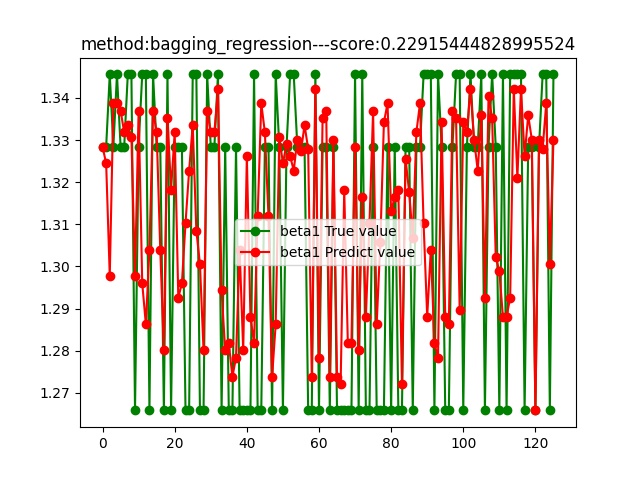 method:bagging_regression---score:0.22915444828995524
1.34
1.33
1.32
1.31
1.30
1.29
1.28
1.27
beta1 True value
beta1 Predict value
0 20 40 60 80 100 120